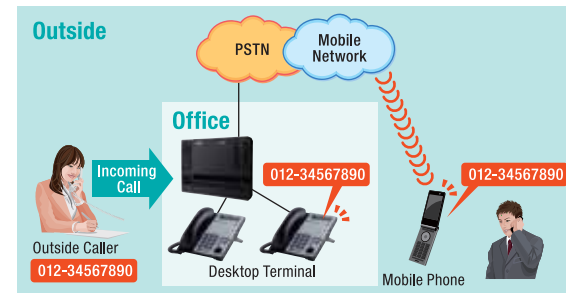 Outside
PSTN
Mobile
Network
Office
Incoming
Call
012-34567890
012-34567890
Outside Caller
012-34567890
Desktop Terminal
Mobile Phone